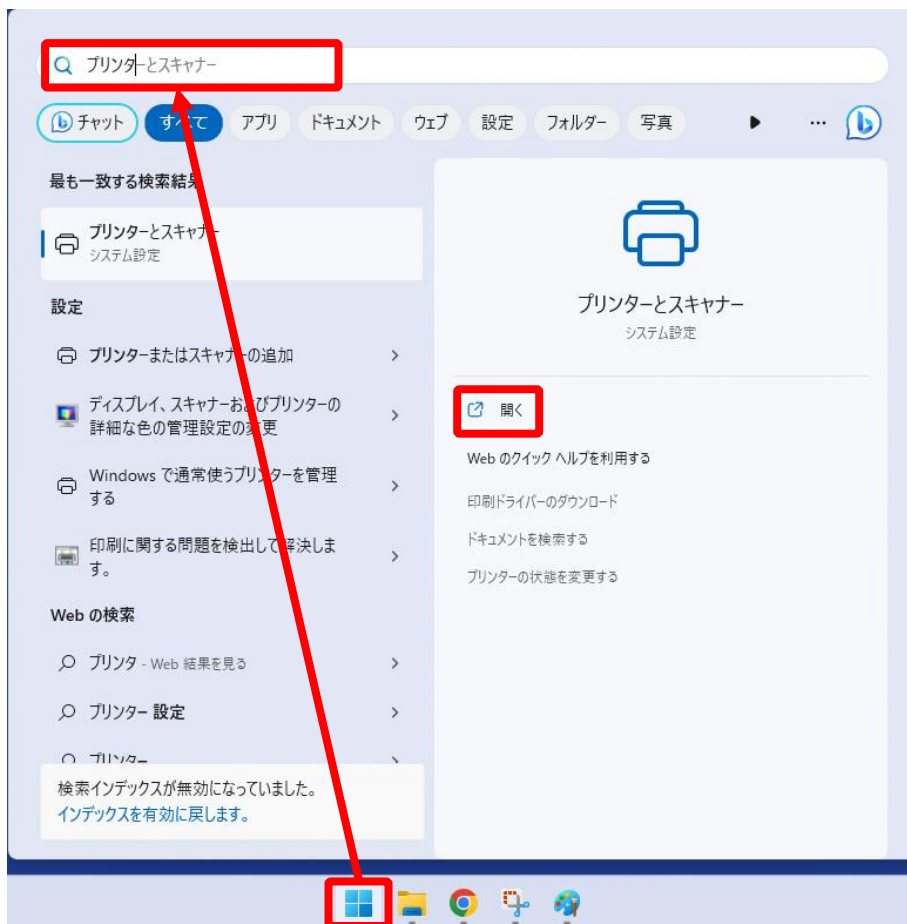 プリンターとスキャナー
チャット すべて アプリ ドキュメント ウェブ 設定 フォルダー 写真 ...
最も一致する検索結果
プリンターとスキャナー
システム設定
設定
プリンターまたはスキャナーの追加
ディスプレイ、スキャナーおよびプリンターの
詳細な色の管理設定の変更
Windows で通常使うプリンターを管理
する
印刷に関する問題を検出して解決しま
す。
Web の検索
プリンタ - Web 結果を見る
プリンター 設定
プリンター
検索インデックスが無効になっていました。
インデックスを有効に戻します。
プリンターとスキャナー
システム設定
開く
Web のクイック ヘルプを利用する
印刷ドライバーのダウンロード
ドキュメントを検索する
プリンターの状態を変更する